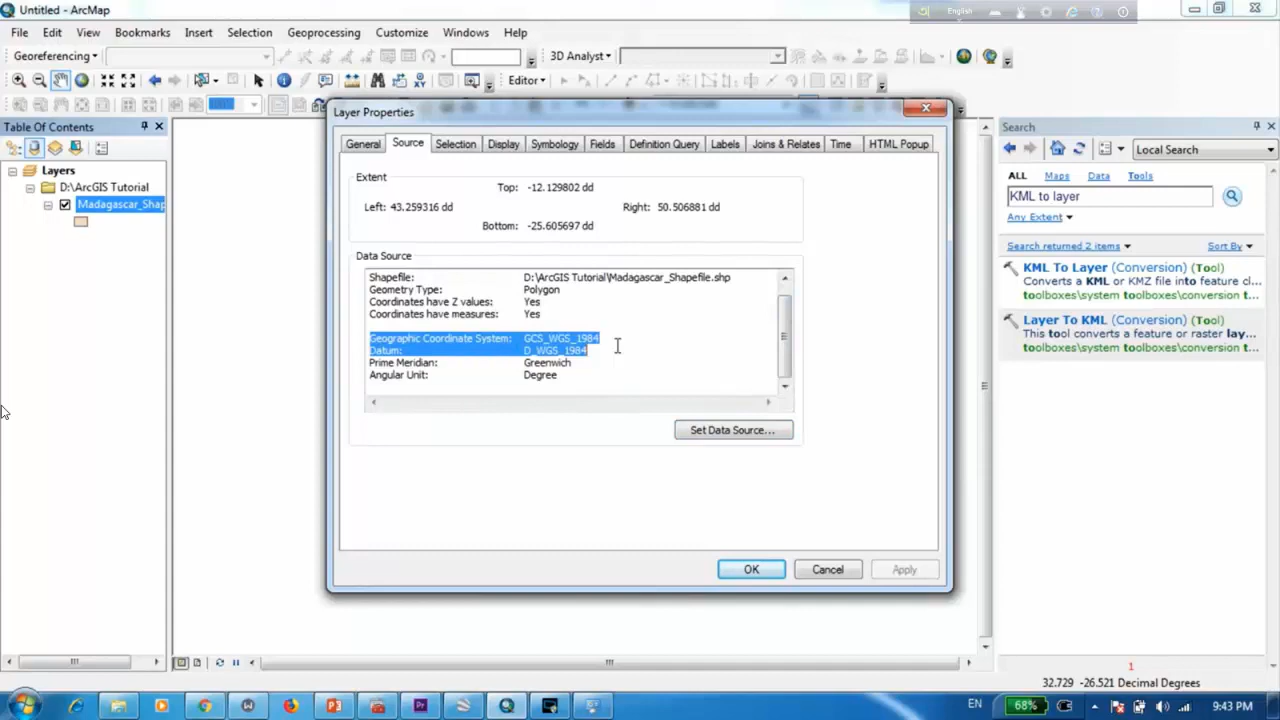 Untitled - ArcMap
English
File Edit View Bookmarks Insert Selection Geoprocessing Customize Windows Help
Georeferencing 3D Analyst
Editor
Table Of Contents
Layers
D:\ArcGIS Tutorial
Madagascar_Shap
Layer Properties
General Source Selection Display Symbology Fields Definition Query Labels Joins & Relates Time HTML Popup
Extent
Top: -12.129802 dd
Left: 43.259316 dd Right: 50.506881 dd
Bottom: -25.605697 dd
Data Source
Shapefile: D:\ArcGIS Tutorial\Madagascar_Shapefile.shp
Geometry Type: Polygon
Coordinates have Z values: Yes
Coordinates have measures: Yes
Geographic Coordinate System: GCS_WGS_1984
Datum: D_WGS_1984
Prime Meridian: Greenwich
Angular Unit: Degree
Set Data Source...
OK Cancel Apply
Search
Local Search
ALL Maps Data Tools
KML to layer
Any Extent
Search returned 2 items Sort By
KML To Layer (Conversion) (Tool)
Converts a KML or KMZ file into feature cl...
toolboxes\system toolboxes\conversion t...
Layer To KML (Conversion) (Tool)
This tool converts a feature or raster lay...
toolboxes\system toolboxes\conversion t...
1
32.729 -26.521 Decimal Degrees
EN 68% 9:43 PM